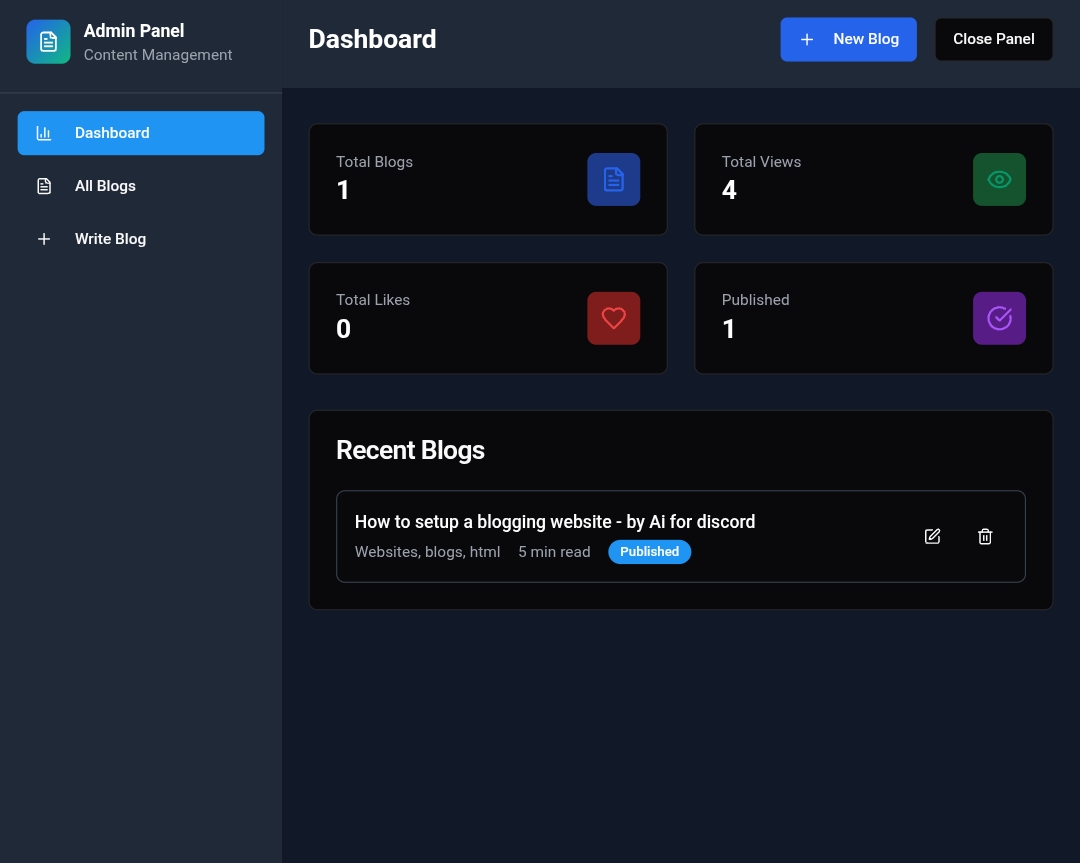 Admin Panel
Content Management
Dashboard
New Blog
Close Panel
Dashboard
All Blogs
Write Blog
Total Blogs
1
Total Views
4
Total Likes
0
Published
1
Recent Blogs
How to setup a blogging website - by Ai for discord
Websites, blogs, html 5 min read Published